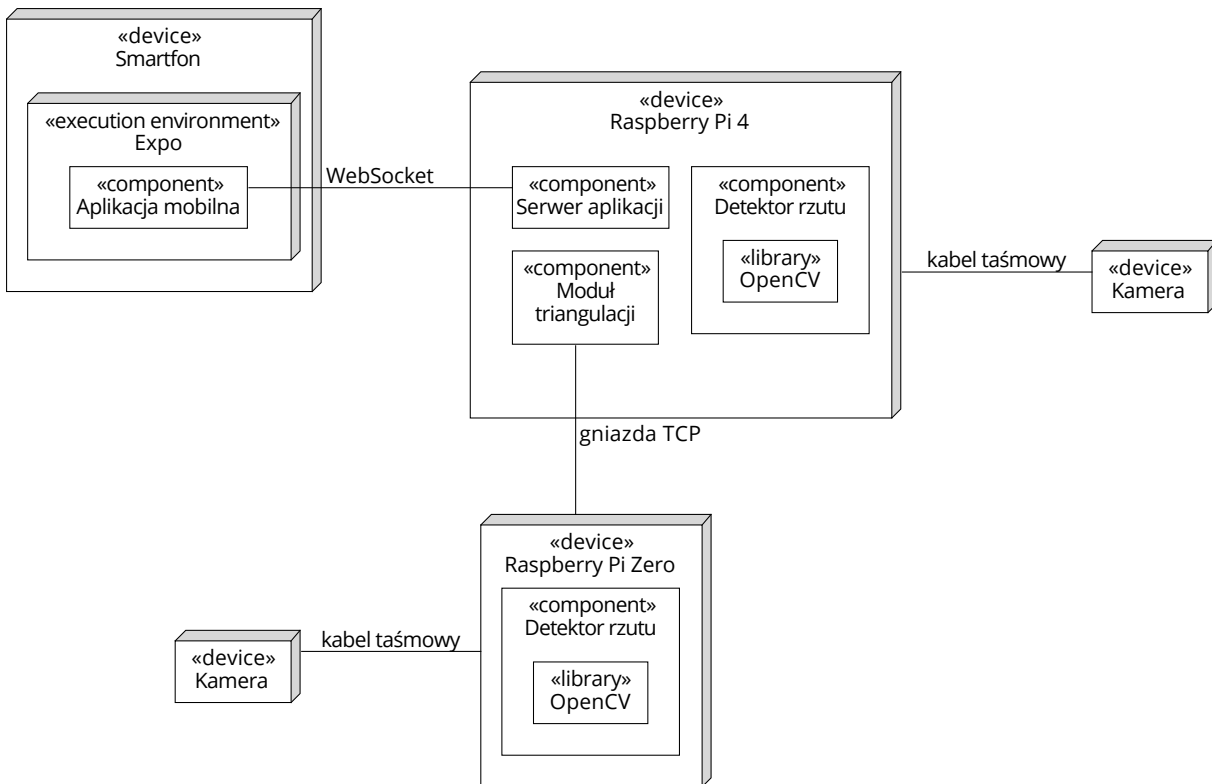 «device»
Smartfon
«execution environment»
Expo
«component»
Aplikacja mobilna
WebSocket
«device»
Raspberry Pi 4
«component»
Serwer aplikacji
«component»
Moduł
triangulacji
«component»
Detektor rzutu
«library»
OpenCV
kabel taśmowy
«device»
Kamera
gniazda TCP
«device»
Raspberry Pi Zero
«component»
Detektor rzutu
«library»
OpenCV
kabel taśmowy
«device»
Kamera